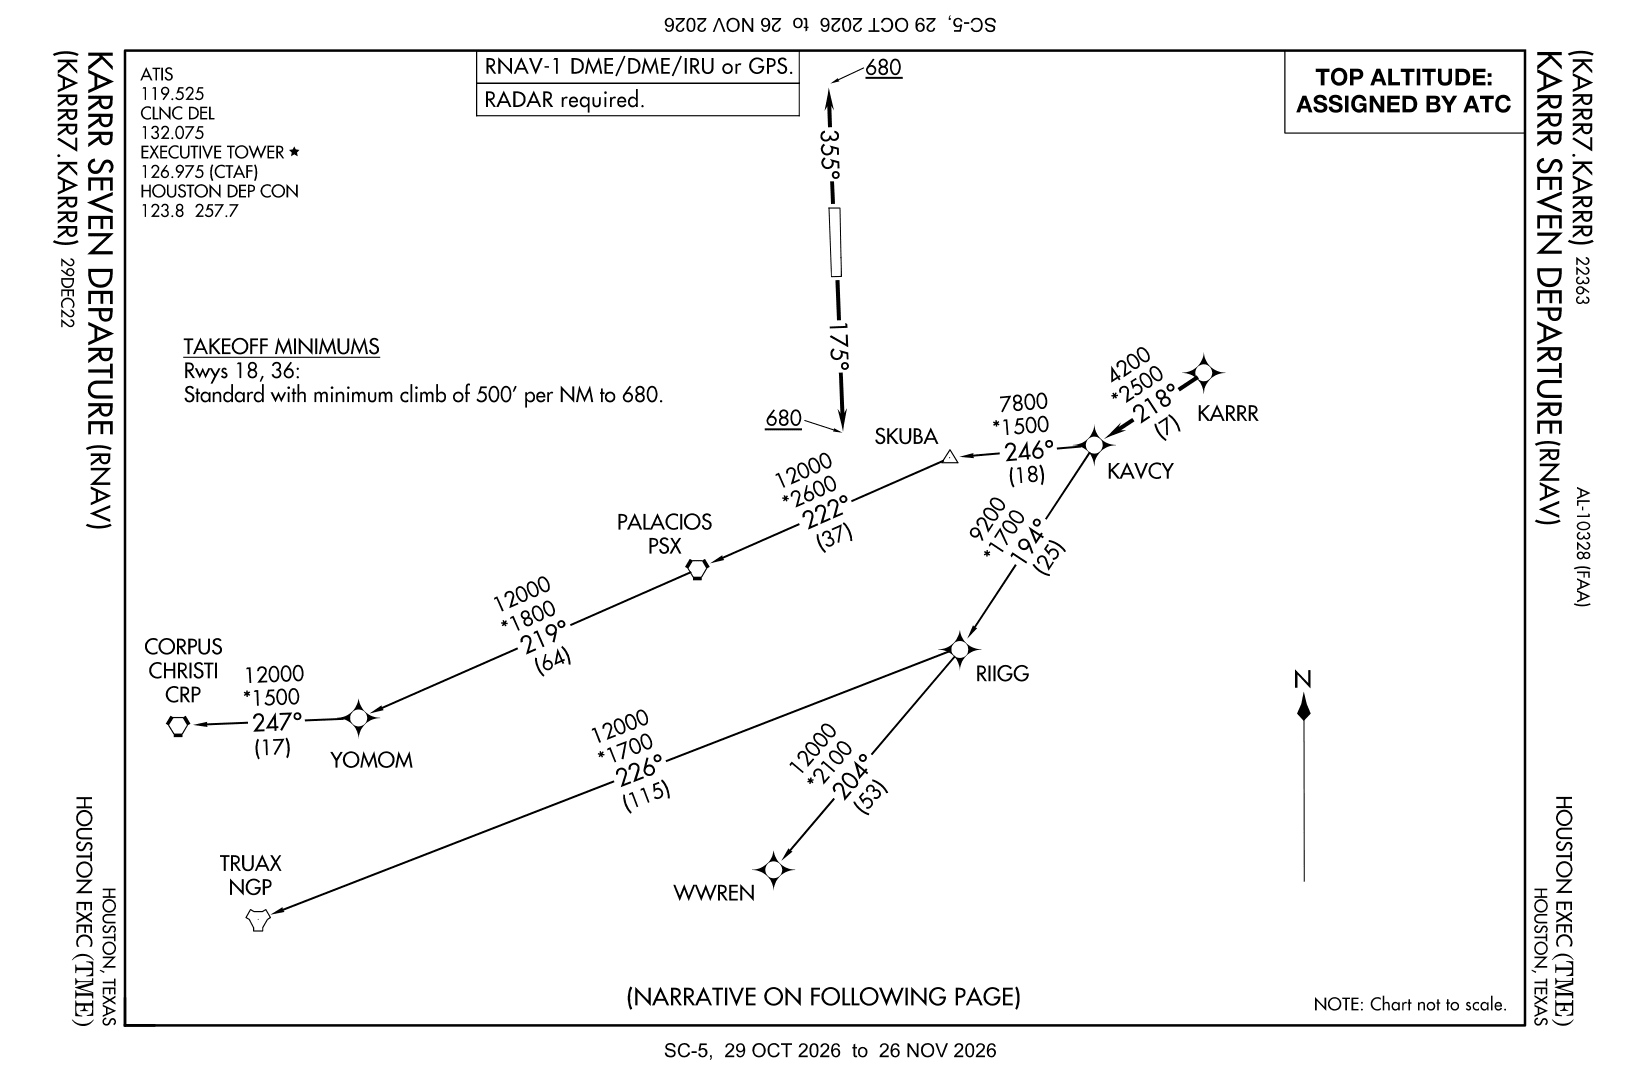 SC-5, 29 OCT 2026 to 26 NOV 2026
(KARRR7.KARRR) 29DEC22
KARRR SEVEN DEPARTURE (RNAV)
HOUSTON EXEC (TME)
HOUSTON, TEXAS
ATIS
119.525
CLNC DEL
132.075
EXECUTIVE TOWER ★
126.975 (CTAF)
HOUSTON DEP CON
123.8 257.7
RNAV-1 DME/DME/IRU or GPS.
RADAR required.
680
355°
175°
680
TOP ALTITUDE:
ASSIGNED BY ATC
TAKEOFF MINIMUMS
Rwys 18, 36:
Standard with minimum climb of 500' per NM to 680.
4200
*2500
218°
(7)
KARRR
KAVCY
7800
*1500
246°
(18)
SKUBA
12000
*2600
222°
(37)
PALACIOS
PSX
9200
*1700
194°
(25)
RIIGG
12000
*1800
219°
(64)
YOMOM
12000
*1500
247°
(17)
CORPUS
CHRISTI
CRP
12000
*1700
226°
(115)
TRUAX
NGP
12000
*2100
204°
(53)
WWREN
N
(NARRATIVE ON FOLLOWING PAGE)
NOTE: Chart not to scale.
(KARRR7.KARRR) 22363
KARRR SEVEN DEPARTURE (RNAV)
AL-10328 (FAA)
HOUSTON EXEC (TME)
HOUSTON, TEXAS
SC-5, 29 OCT 2026 to 26 NOV 2026